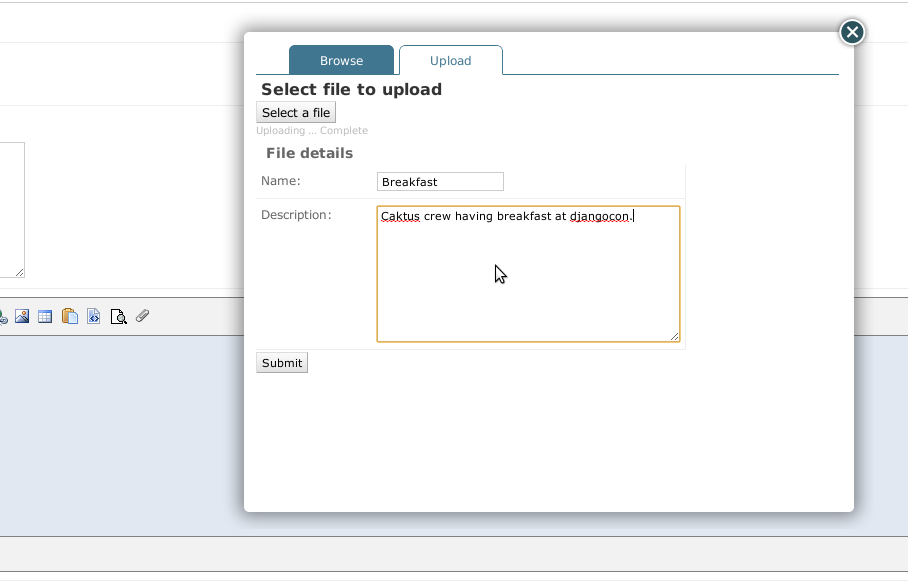 Browse
Upload
Select file to upload
Select a file
Uploading ... Complete
File details
Name:
Breakfast
Description:
Caktus crew having breakfast at djangocon.
Submit